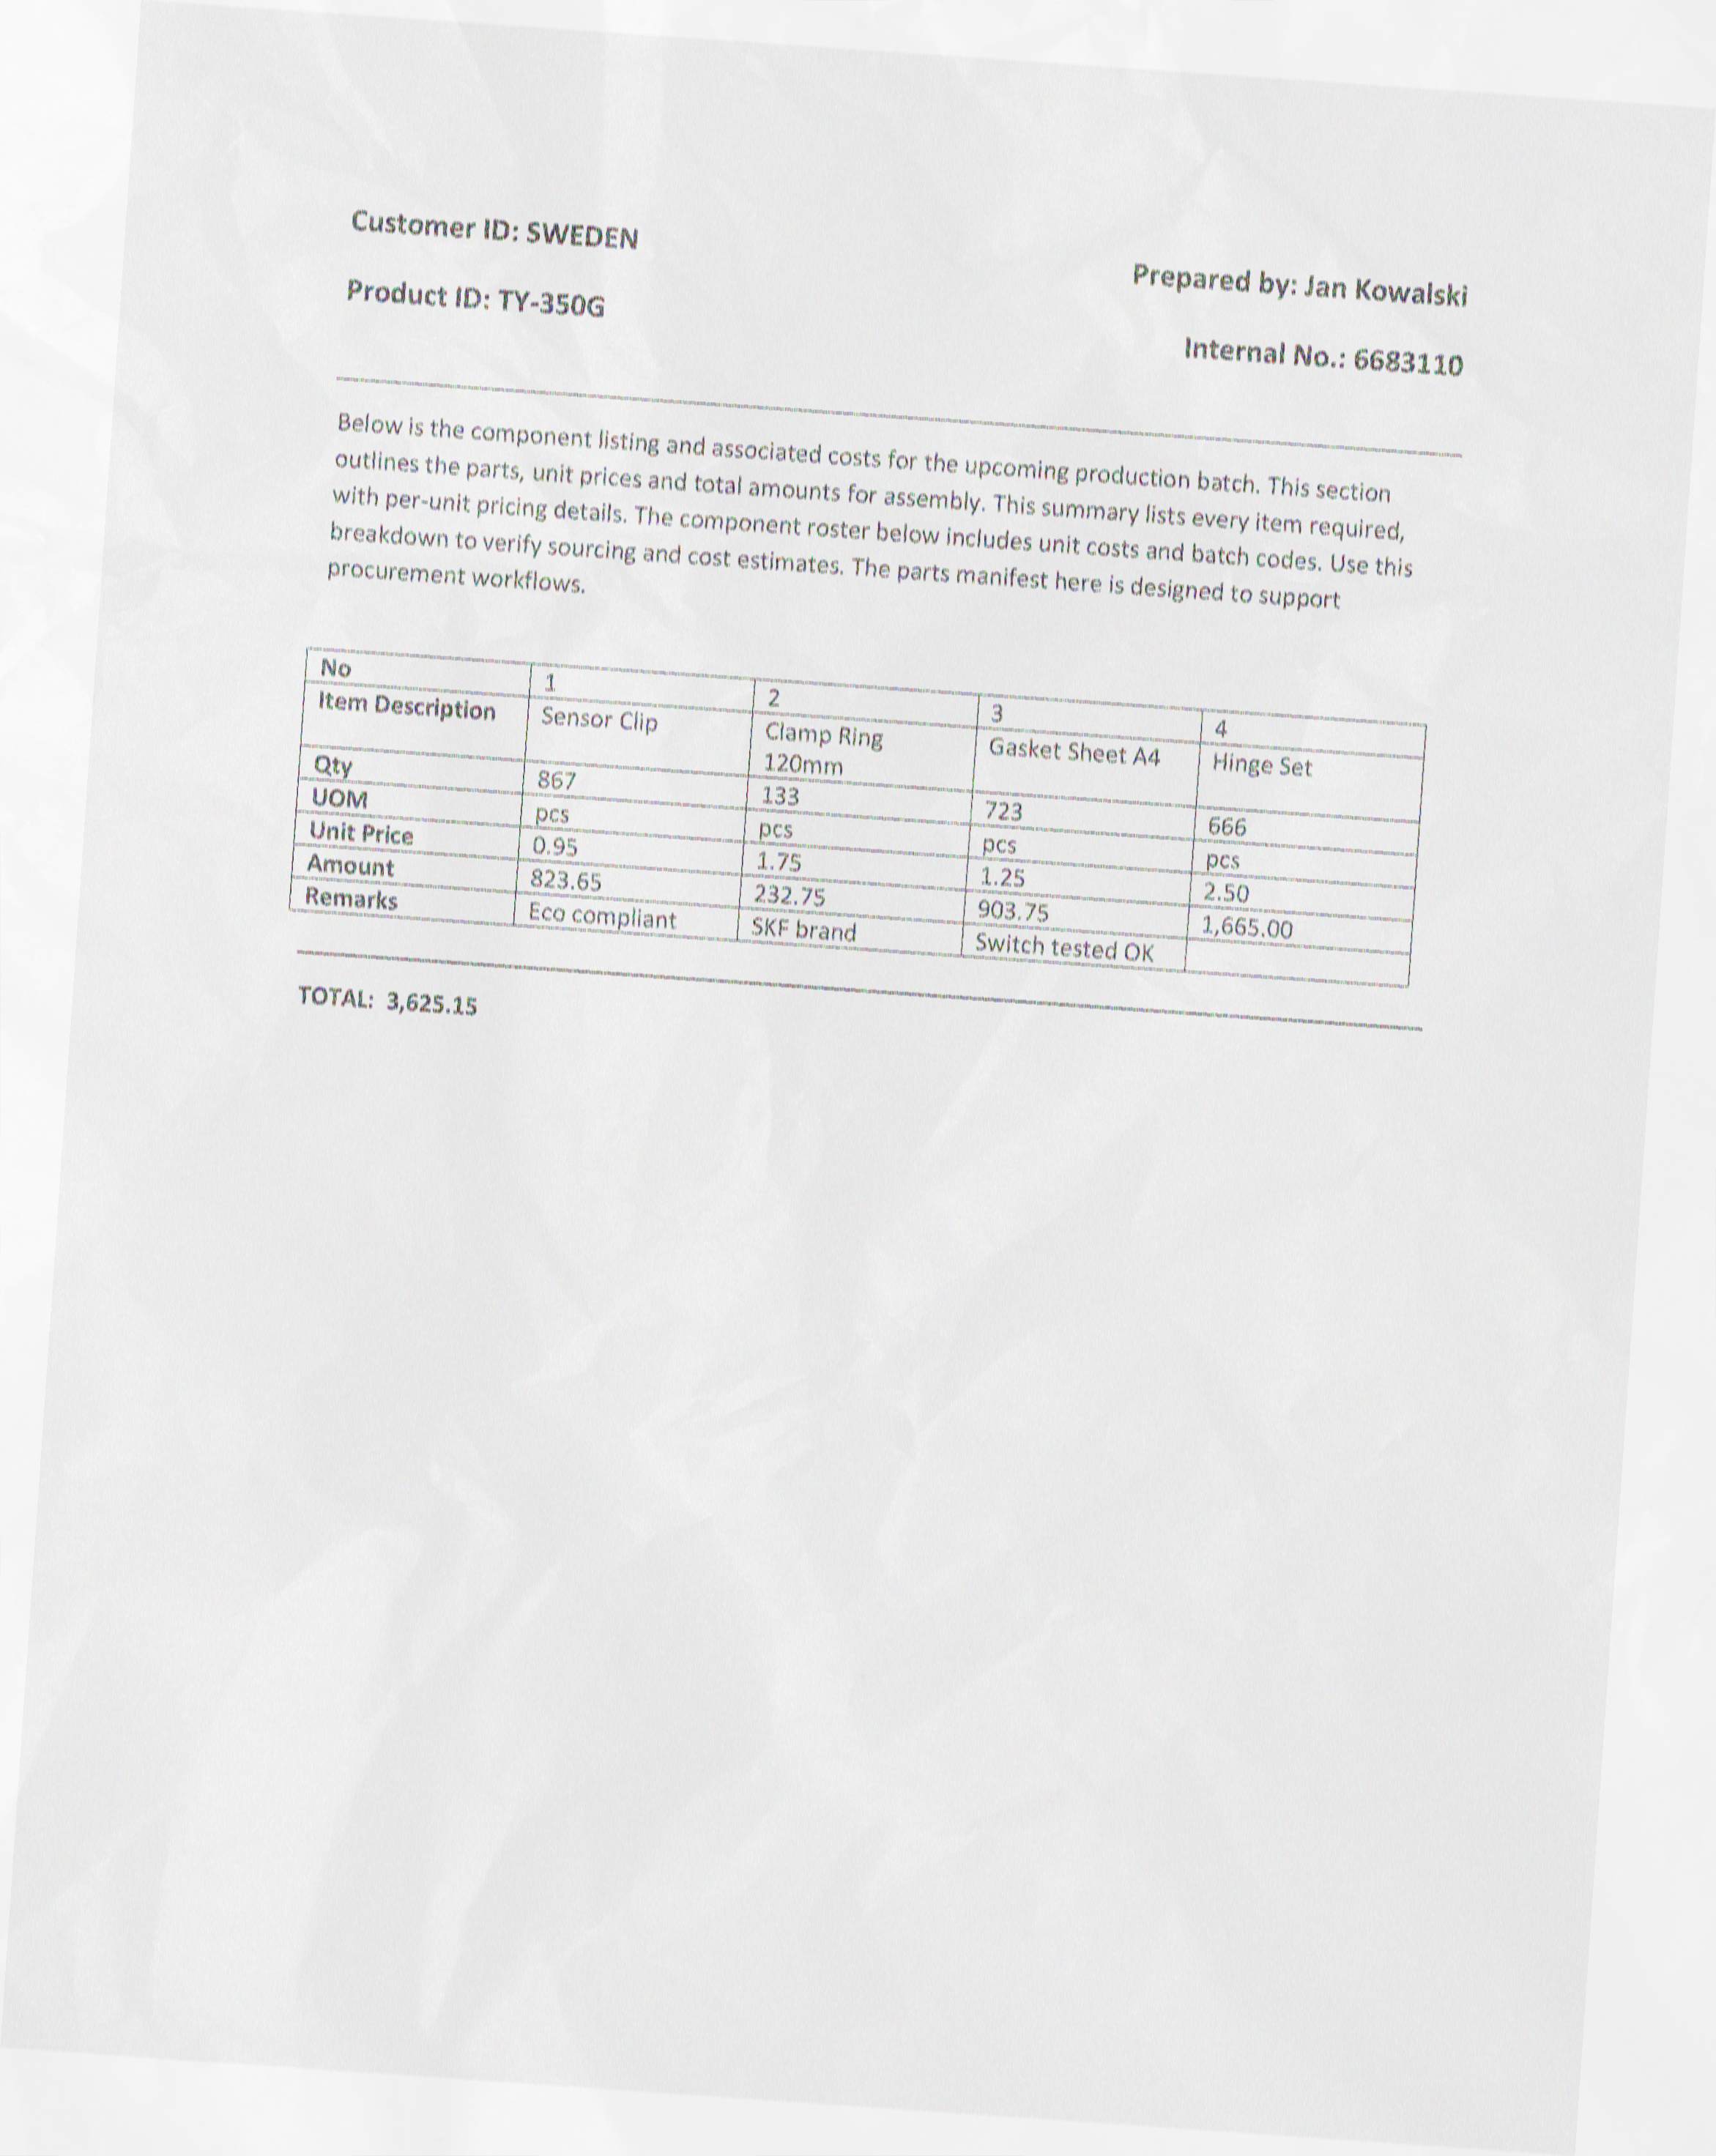 Customer ID: SWEDEN
Prepared by: Jan Kowalski
Product ID: TY-350G
Internal No.: 6683110
Below is the component listing and associated costs for the upcoming production batch. This section
outlines the parts, unit prices and total amounts for assembly. This summary lists every item required,
with per-unit pricing details. The component roster below includes unit costs and batch codes. Use this
breakdown to verify sourcing and cost estimates. The parts manifest here is designed to support
procurement workflows.
No 1 2 3 4
Item Description Sensor Clip Clamp Ring Gasket Sheet A4 Hinge Set
120mm
Qty 867 133 723 666
UOM pcs pcs pcs pcs
Unit Price 0.95 1.75 1.25 2.50
Amount 823.65 232.75 903.75 1,665.00
Remarks Eco compliant SKF brand Switch tested OK
TOTAL: 3,625.15